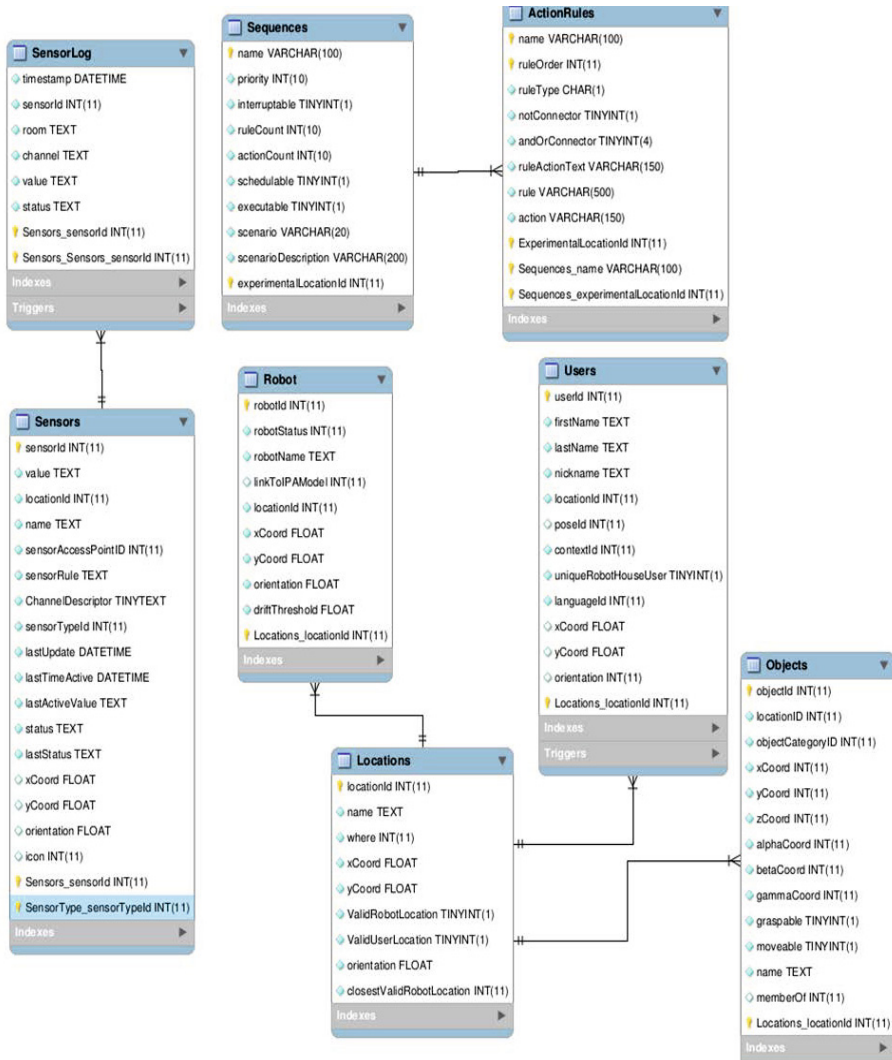 SensorLog
timestamp DATETIME
sensorId INT(11)
room TEXT
channel TEXT
value TEXT
status TEXT
Sensors_sensorId INT(11)
Sensors_Sensors_sensorId INT(11)
Indexes
Triggers
Sequences
name VARCHAR(100)
priority INT(10)
interruptable TINYINT(1)
ruleCount INT(10)
actionCount INT(10)
schedulable TINYINT(1)
executable TINYINT(1)
scenario VARCHAR(20)
scenarioDescription VARCHAR(200)
experimentalLocationId INT(11)
Indexes
ActionRules
name VARCHAR(100)
ruleOrder INT(11)
ruleType CHAR(1)
notConnector TINYINT(1)
andOrConnector TINYINT(4)
ruleActionText VARCHAR(150)
rule VARCHAR(500)
action VARCHAR(150)
ExperimentalLocationId INT(11)
Sequences_name VARCHAR(100)
Sequences_experimentalLocationId INT(11)
Indexes
Sensors
sensorId INT(11)
value TEXT
locationId INT(11)
name TEXT
sensorAccessPointID INT(11)
sensorRule TEXT
ChannelDescriptor TINYTEXT
sensorTypeId INT(11)
lastUpdate DATETIME
lastTimeActive DATETIME
lastActiveValue TEXT
status TEXT
lastStatus TEXT
xCoord FLOAT
yCoord FLOAT
orientation FLOAT
icon INT(11)
Sensors_sensorId INT(11)
SensorType_sensorTypeId INT(11)
Indexes
Robot
robotId INT(11)
robotStatus INT(11)
robotName TEXT
linkToIPAModel INT(11)
locationId INT(11)
xCoord FLOAT
yCoord FLOAT
orientation FLOAT
driftThreshold FLOAT
Locations_locationId INT(11)
Indexes
Users
userId INT(11)
firstName TEXT
lastName TEXT
nickname TEXT
locationId INT(11)
poseId INT(11)
contextId INT(11)
uniqueRobotHouseUser TINYINT(1)
languageId INT(11)
xCoord FLOAT
yCoord FLOAT
orientation INT(11)
Locations_locationId INT(11)
Indexes
Triggers
Locations
locationId INT(11)
name TEXT
where INT(11)
xCoord FLOAT
yCoord FLOAT
ValidRobotLocation TINYINT(1)
ValidUserLocation TINYINT(1)
orientation FLOAT
closestValidRobotLocation INT(11)
Indexes
Objects
objectId INT(11)
locationID INT(11)
objectCategoryID INT(11)
xCoord INT(11)
yCoord INT(11)
zCoord INT(11)
alphaCoord INT(11)
betaCoord INT(11)
gammaCoord INT(11)
graspable TINYINT(1)
moveable TINYINT(1)
name TEXT
memberOf INT(11)
Locations_locationId INT(11)
Indexes